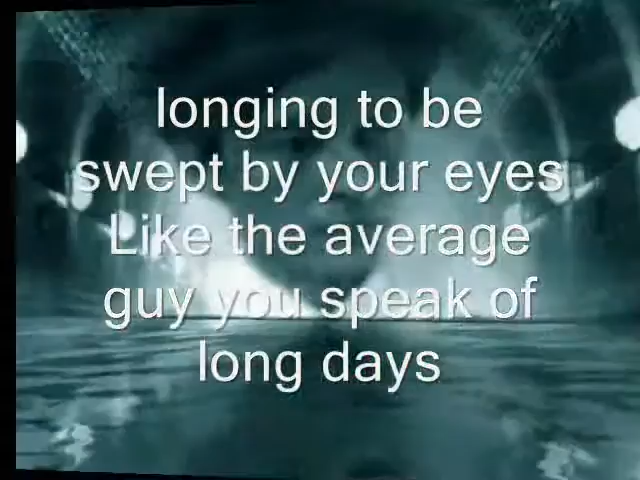 longing to be
swept by your eyes
Like the average
guy you speak of
long days